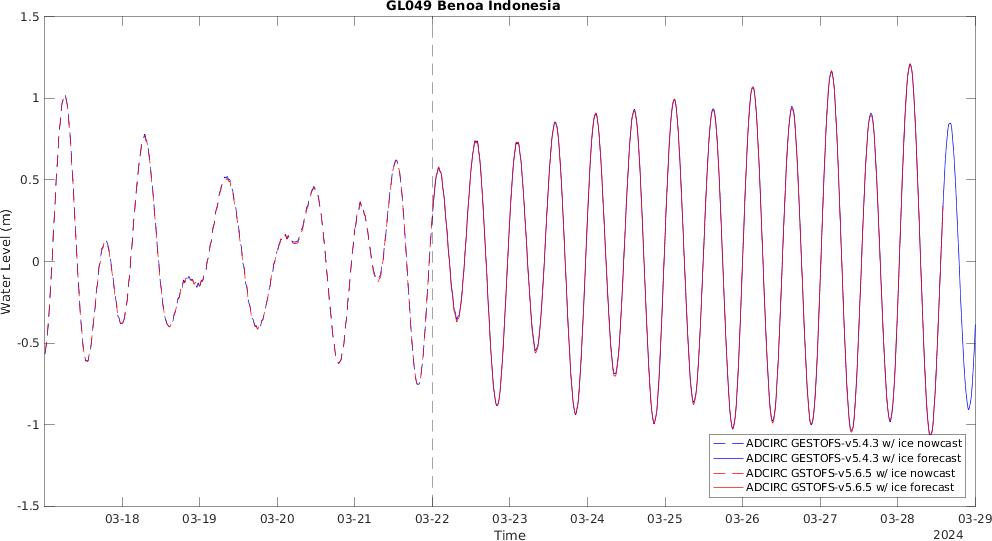 GL049 Benoa Indonesia
1.5
1
0.5
0
-0.5
-1
-1.5
Water Level (m)
ADCIRC GESTOFS-v5.4.3 w/ ice nowcast
ADCIRC GESTOFS-v5.4.3 w/ ice forecast
ADCIRC GSTOFS-v5.6.5 w/ ice nowcast
ADCIRC GSTOFS-v5.6.5 w/ ice forecast
03-18 03-19 03-20 03-21 03-22 03-23 03-24 03-25 03-26 03-27 03-28 03-29
Time
2024